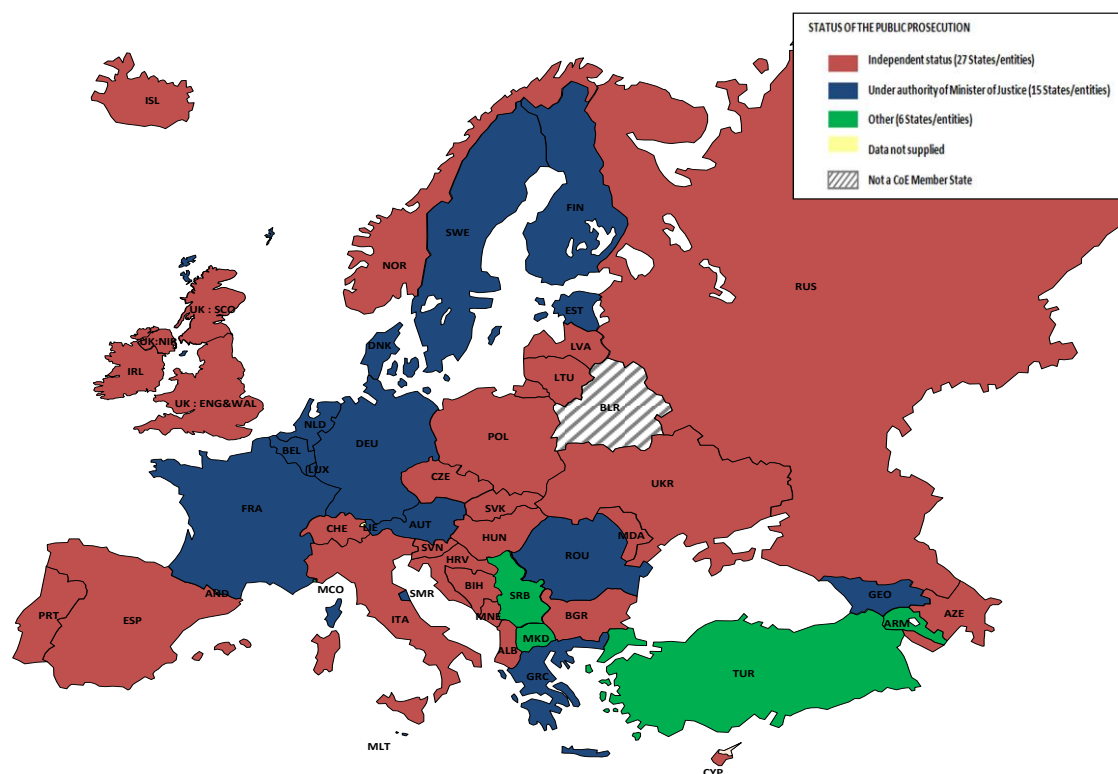 STATUS OF THE PUBLIC PROSECUTION
Independent status (27 States/entities)
Under authority of Minister of Justice (15 States/entities)
Other (6 States/entities)
Data not supplied
Not a CoE Member State
ISL
FIN
SWE
NOR
RUS
UK : SCO
EST
UK:NIR
DNK
LVA
IRL
LTU
UK : ENG&WAL
BLR
NLD
POL
DEU
BEL
LUX
CZE
UKR
FRA
SVK
CHE
LIE
AUT
HUN
MDA
SVN
ROU
HRV
BIH
AND
MCO
SMR
SRB
GEO
PRT
ESP
ITA
MNE
BGR
AZE
ARM
MKD
ALB
GRC
TUR
MLT
CYP